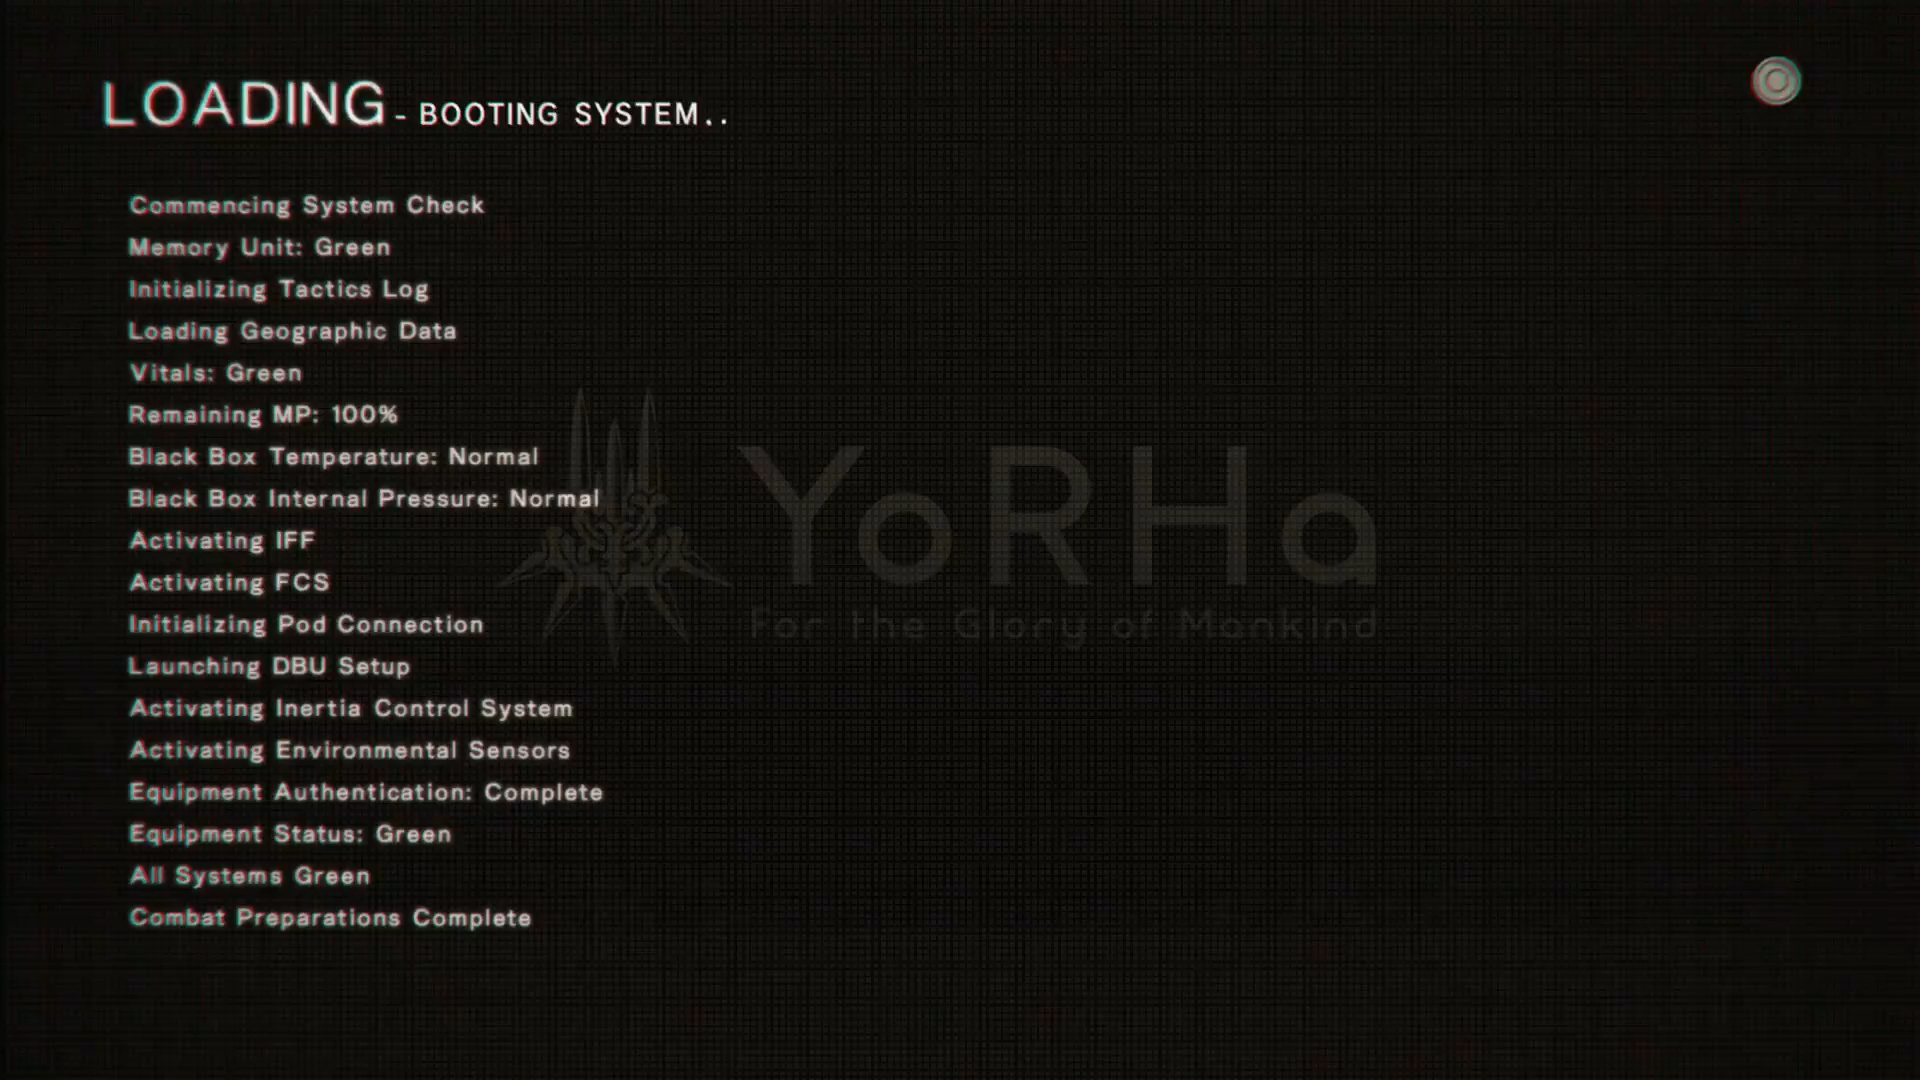 LOADING - BOOTING SYSTEM..
Commencing System Check
Memory Unit: Green
Initializing Tactics Log
Loading Geographic Data
Vitals: Green
Remaining MP: 100%
Black Box Temperature: Normal
Black Box Internal Pressure: Normal
Activating IFF
Activating FCS
Initializing Pod Connection
Launching DBU Setup
Activating Inertia Control System
Activating Environmental Sensors
Equipment Authentication: Complete
Equipment Status: Green
All Systems Green
Combat Preparations Complete
YoRHa
For the Glory of Mankind